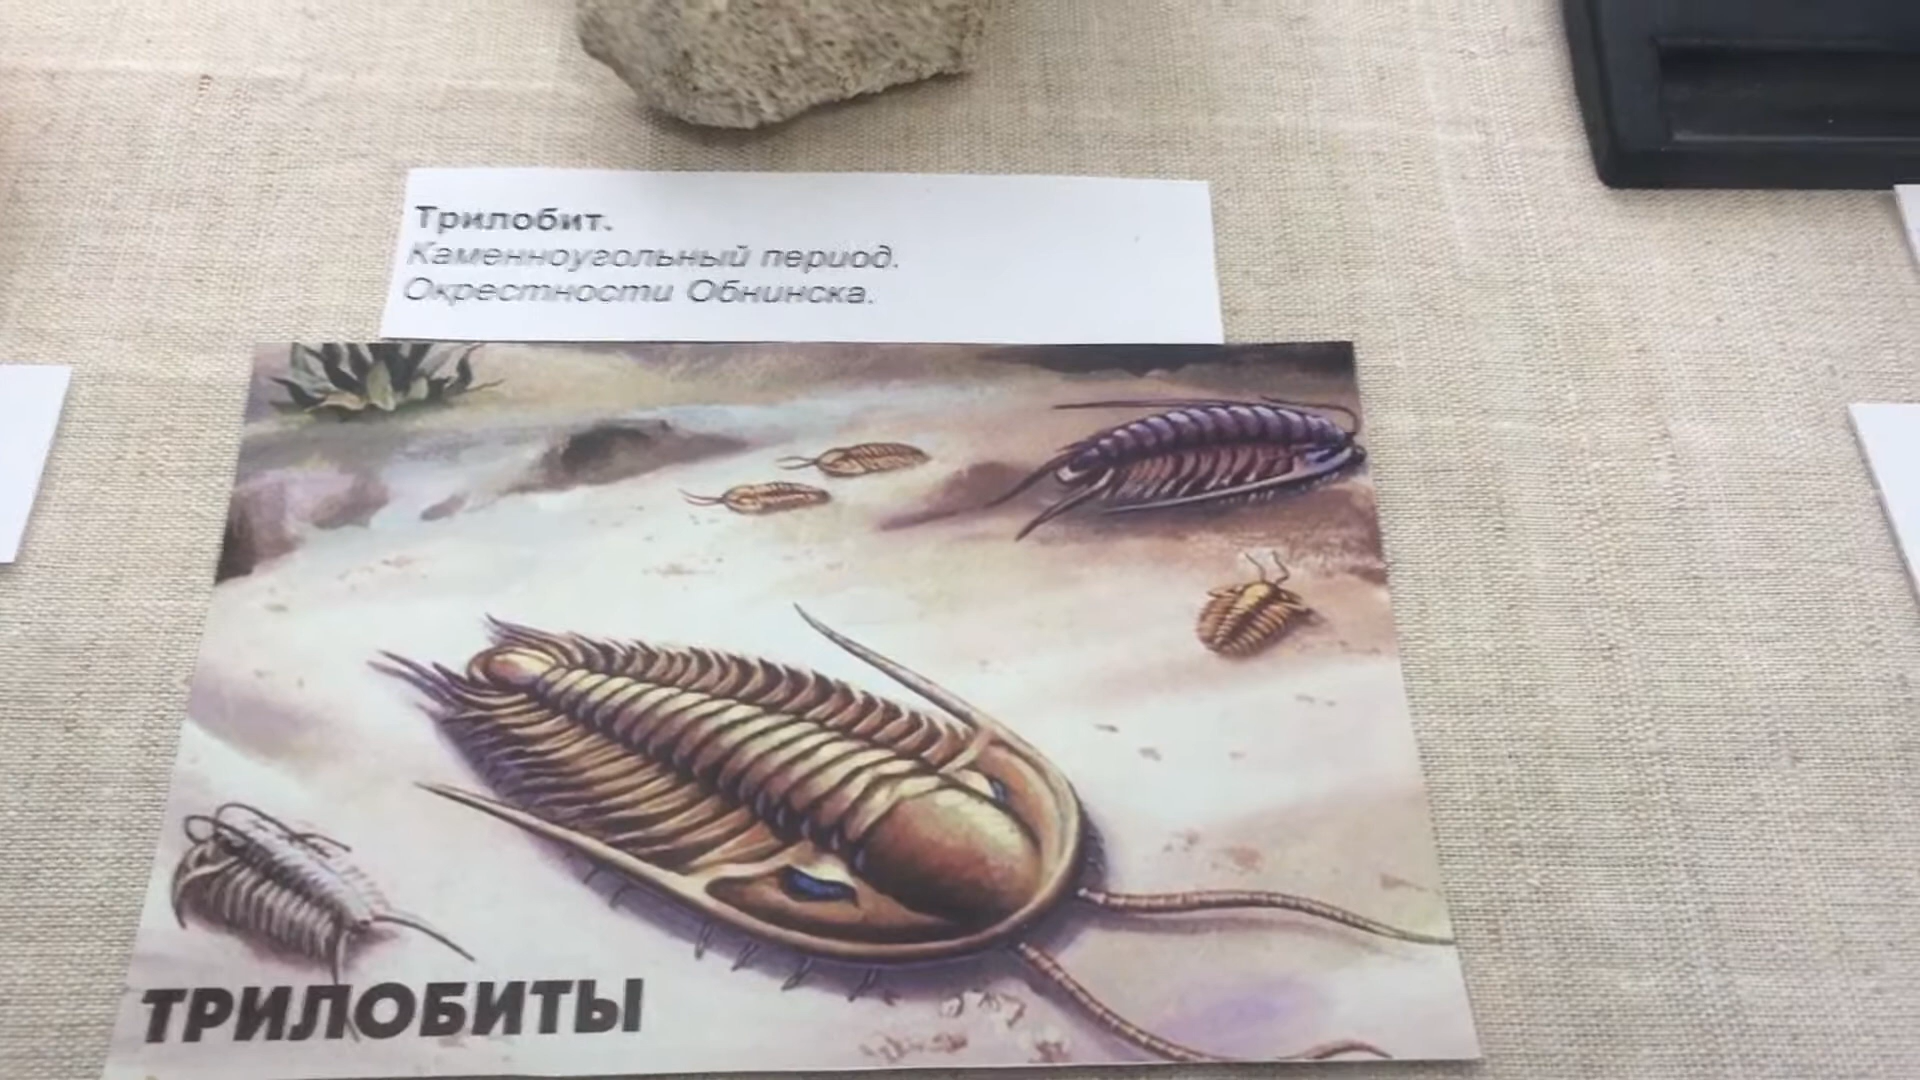 Трилобит.
Каменноугольный период.
Окрестности Обнинска.
ТРИЛОБИТЫ